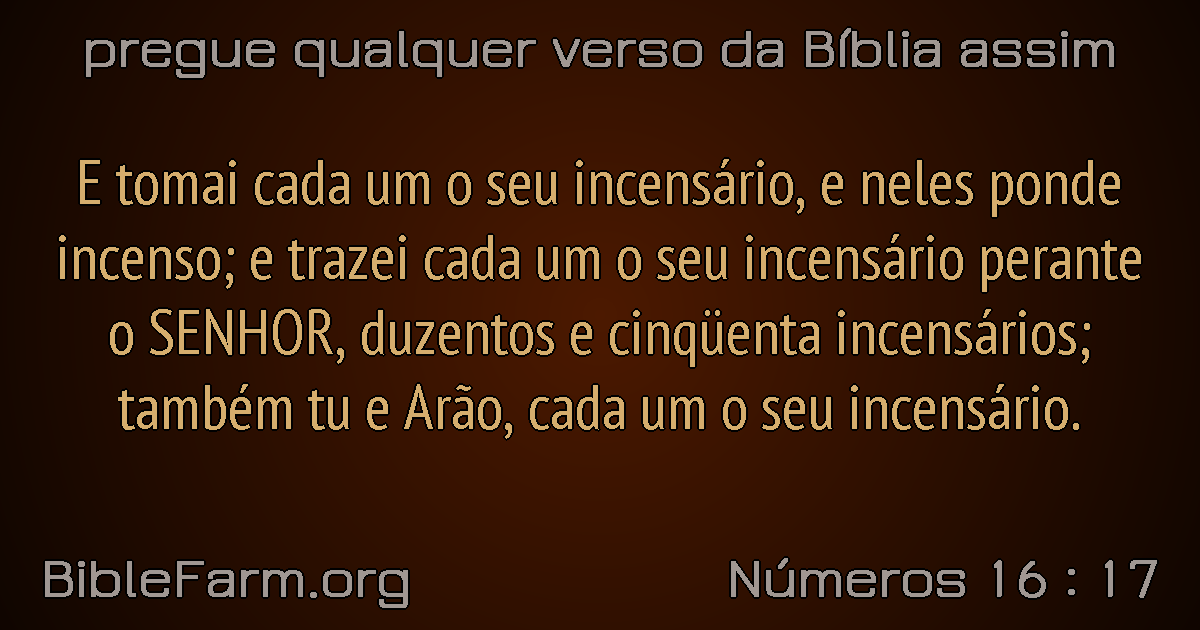 pregue qualquer verso da Bíblia assim
E tomai cada um o seu incensário, e neles ponde
incenso; e trazei cada um o seu incensário perante
o SENHOR, duzentos e cinqüenta incensários;
também tu e Arão, cada um o seu incensário.
BibleFarm.org
Números 16 : 17